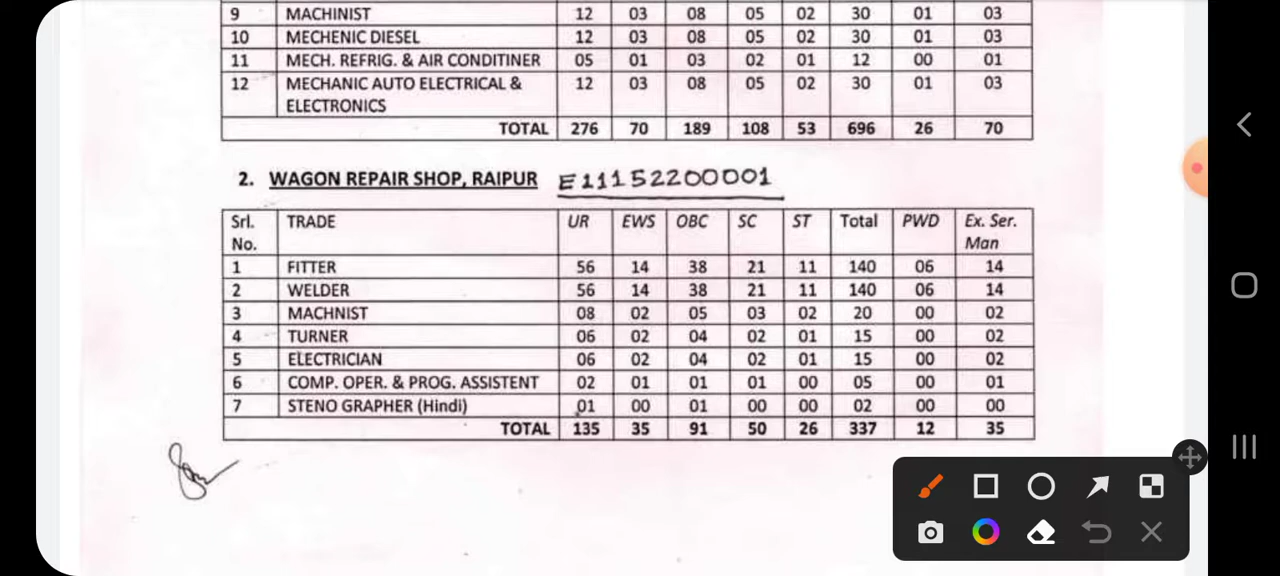 9 MACHINIST 12 03 08 05 02 30 01 03
10 MECHENIC DIESEL 12 03 08 05 02 30 01 03
11 MECH. REFRIG. & AIR CONDITINER 05 01 03 02 01 12 00 01
12 MECHANIC AUTO ELECTRICAL & 12 03 08 05 02 30 01 03
ELECTRONICS
TOTAL 276 70 189 108 53 696 26 70
2. WAGON REPAIR SHOP, RAIPUR E11152200001
Srl. TRADE UR EWS OBC SC ST Total PWD Ex. Ser.
No. Man
1 FITTER 56 14 38 21 11 140 06 14
2 WELDER 56 14 38 21 11 140 06 14
3 MACHNIST 08 02 05 03 02 20 00 02
4 TURNER 06 02 04 02 01 15 00 02
5 ELECTRICIAN 06 02 04 02 01 15 00 02
6 COMP. OPER. & PROG. ASSISTENT 02 01 01 01 00 05 00 01
7 STENO GRAPHER (Hindi) 01 00 01 00 00 02 00 00
TOTAL 135 35 91 50 26 337 12 35